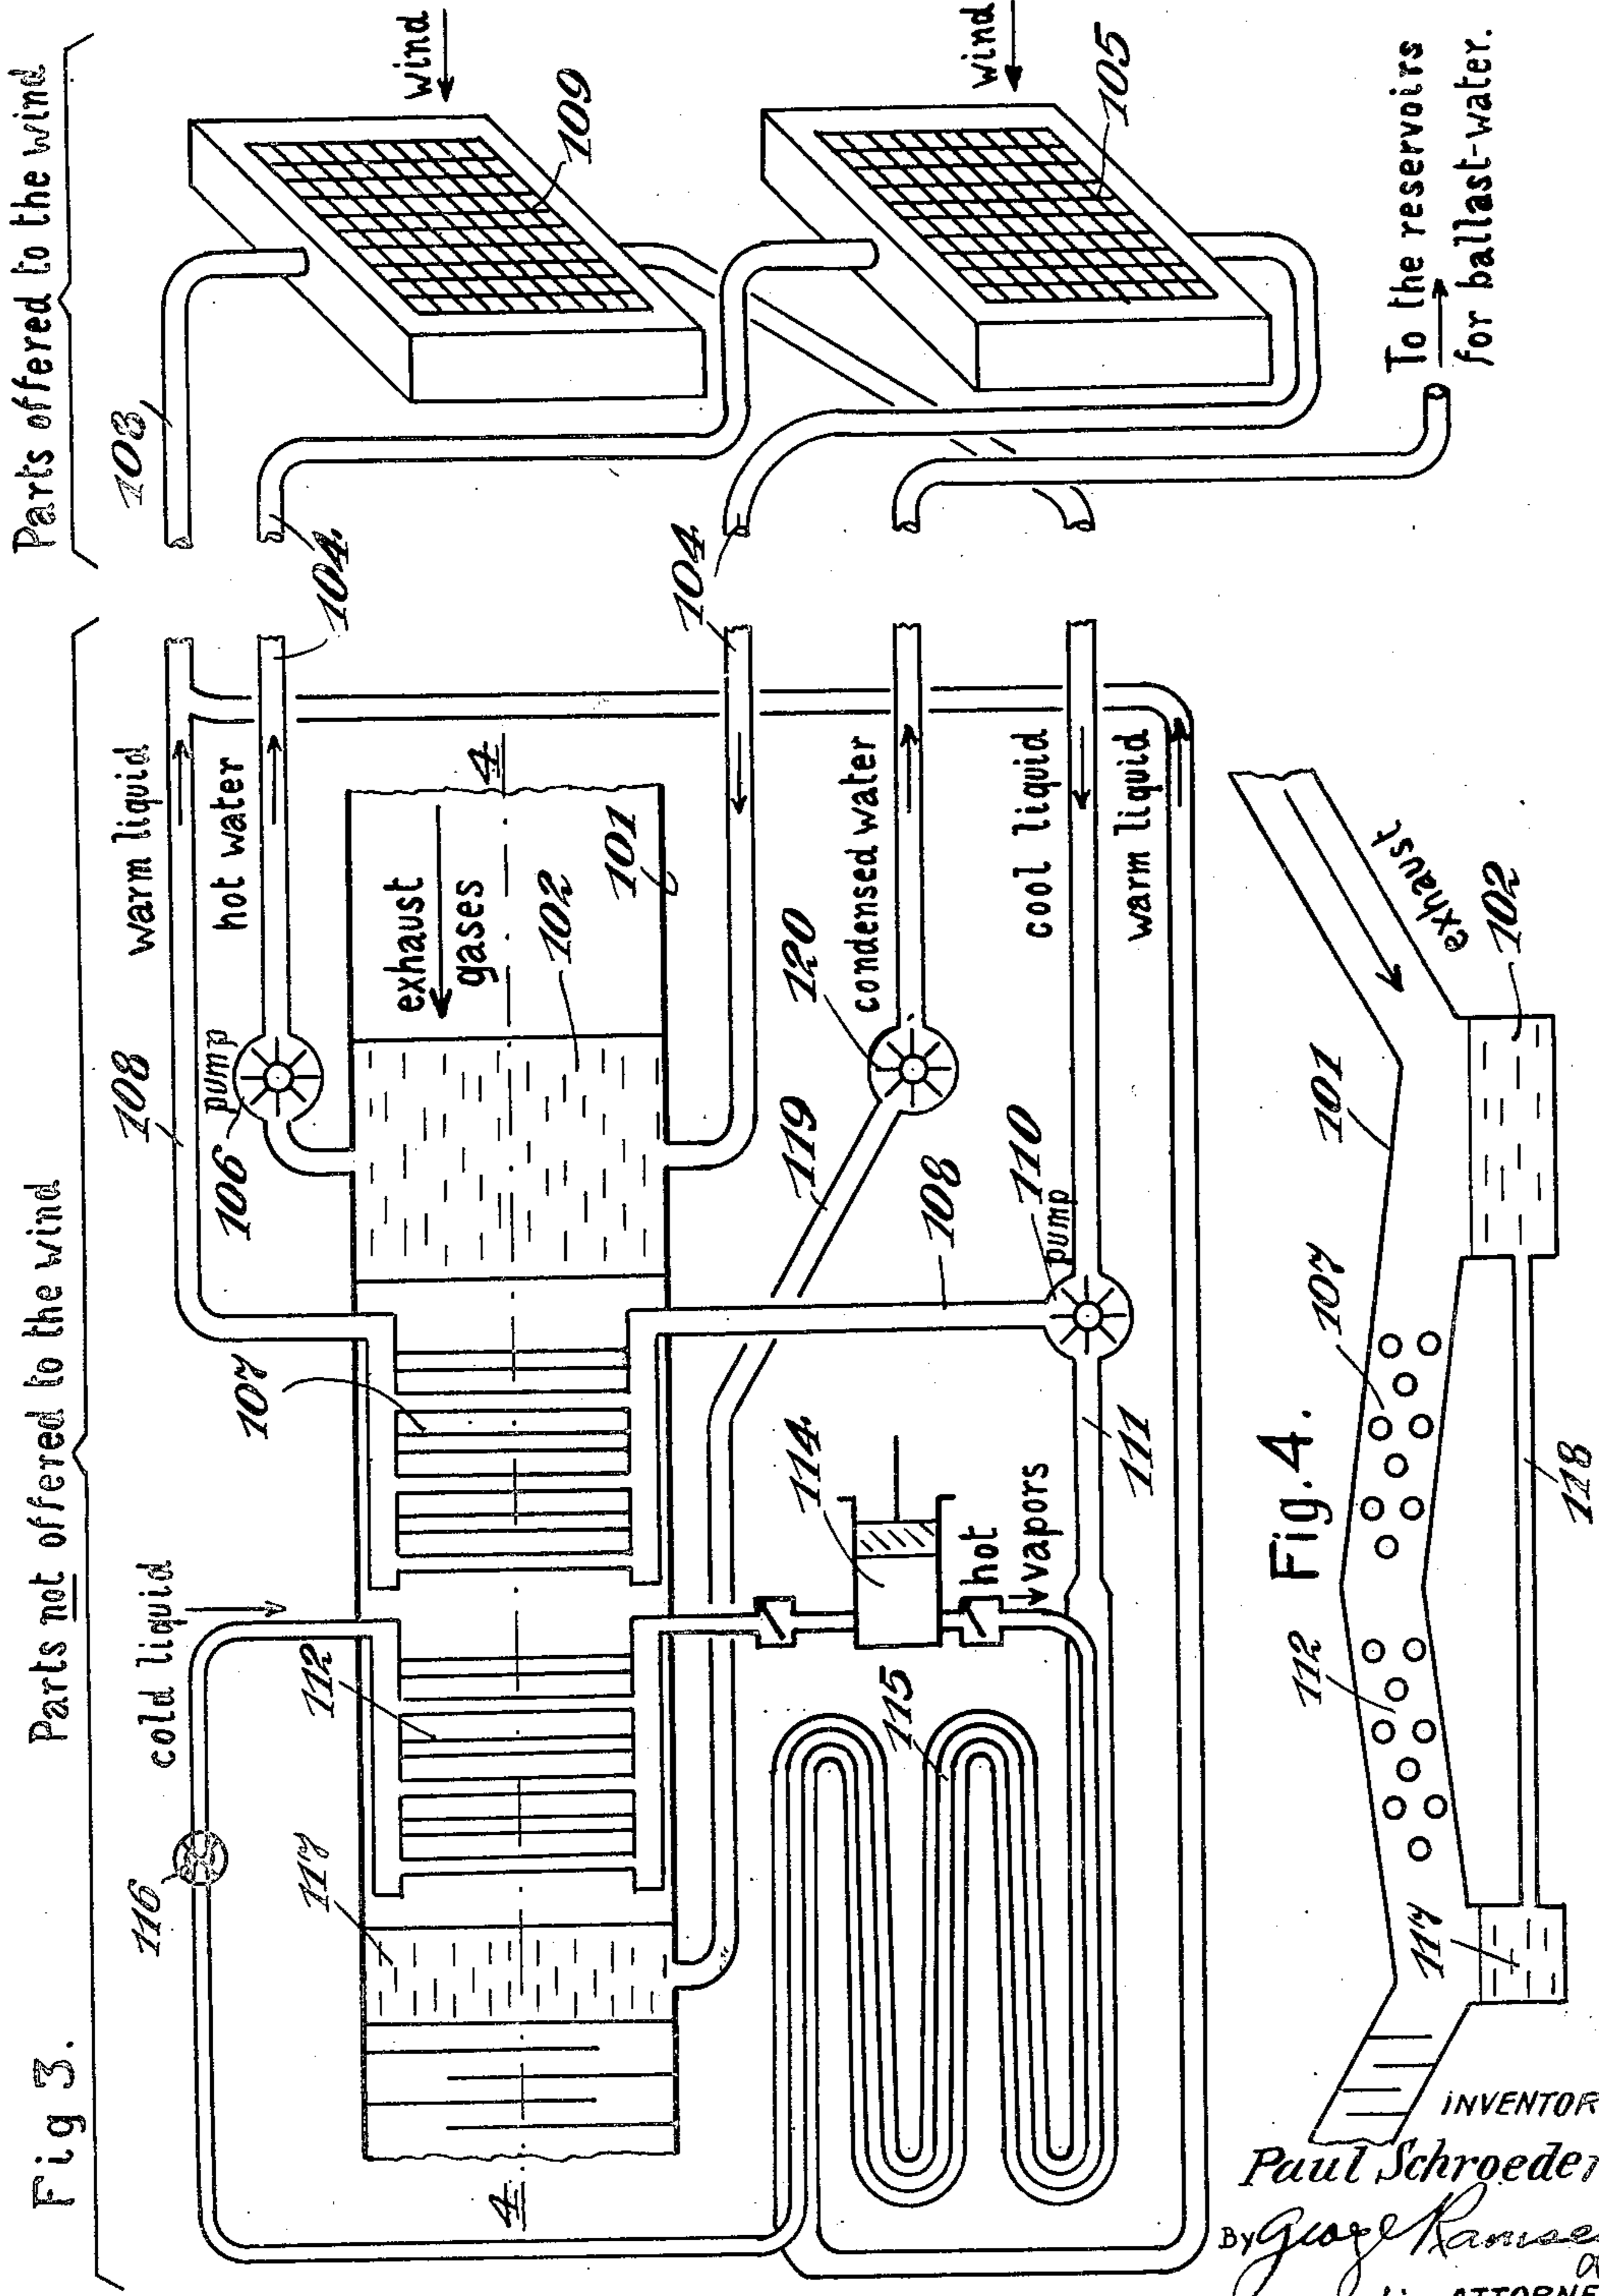 Fig 3.
Parts not offered to the wind
Parts offered to the wind
116
cold liquid
108
warm liquid
103
106
pump
hot water
104
wind
117
112
107
102
exhaust
gases
101
4
4
104
109
115
114
hot
vapors
119
120
condensed water
wind
111
110
pump
108
cool liquid
warm liquid
105
To the reservoirs
for ballast-water.
Fig. 4.
117
112
107
101
exhaust
102
118
INVENTOR
Paul Schroeder
By George
ATTORNE